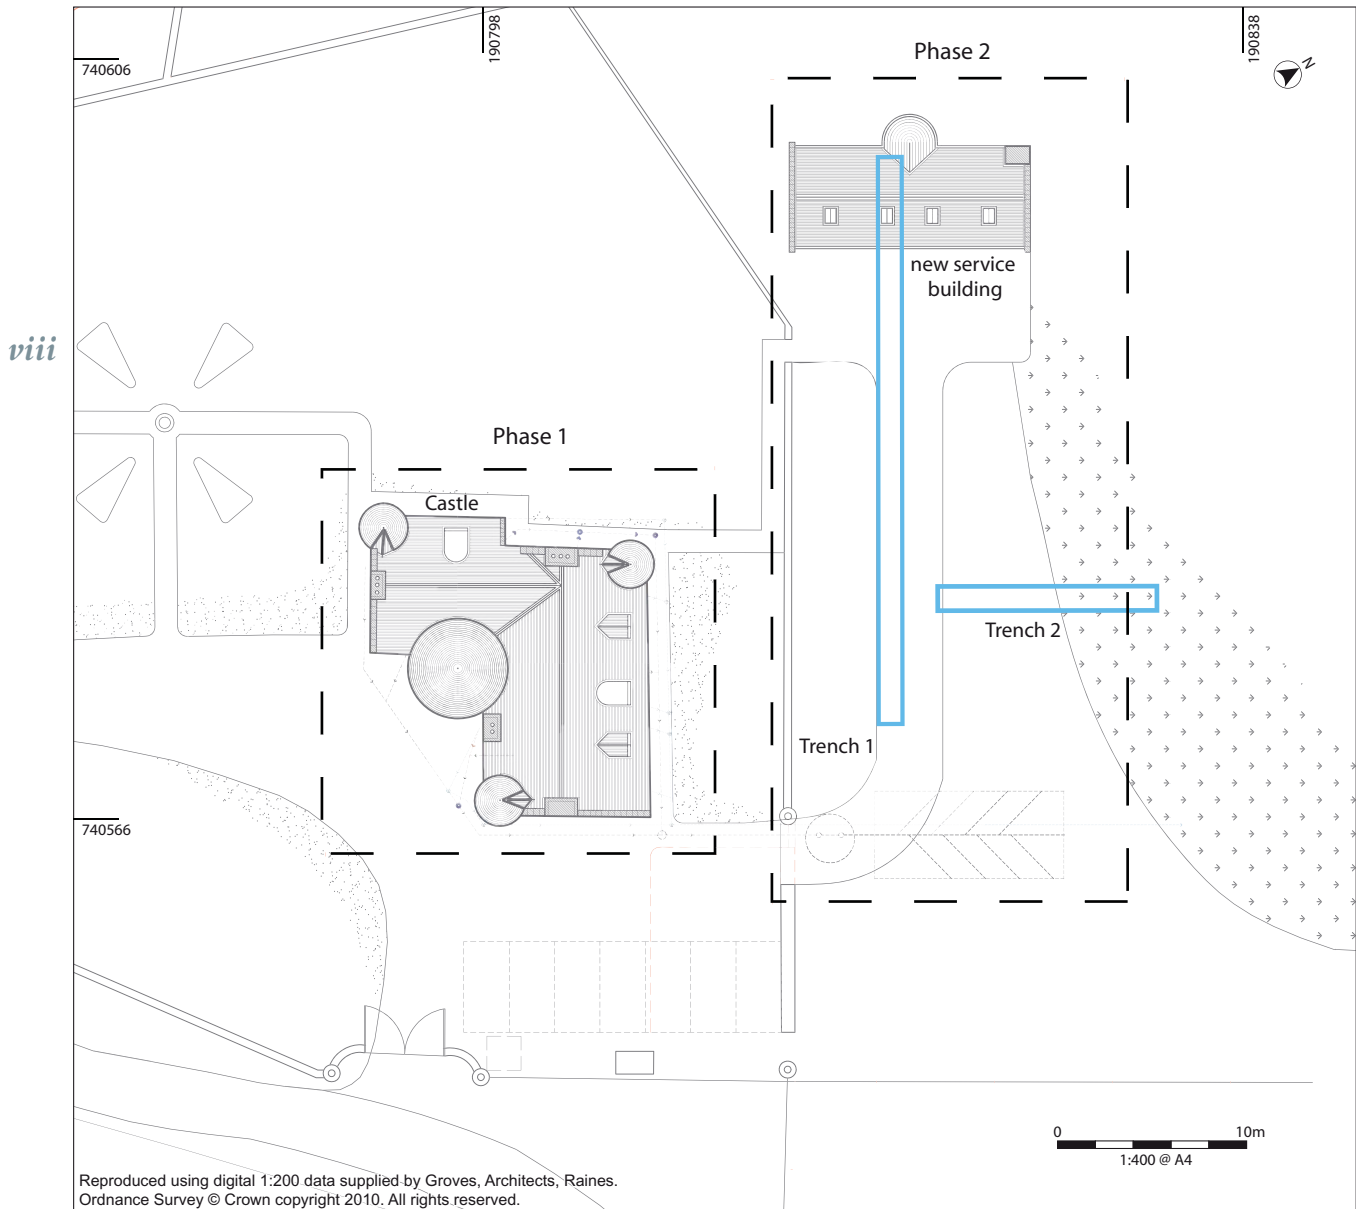 190798
190838
Phase 2
740606
N
new service
building
viii
Phase 1
Castle
Trench 2
Trench 1
740566
0 10m
1:400 @ A4
Reproduced using digital 1:200 data supplied by Groves, Architects, Raines.
Ordnance Survey © Crown copyright 2010. All rights reserved.